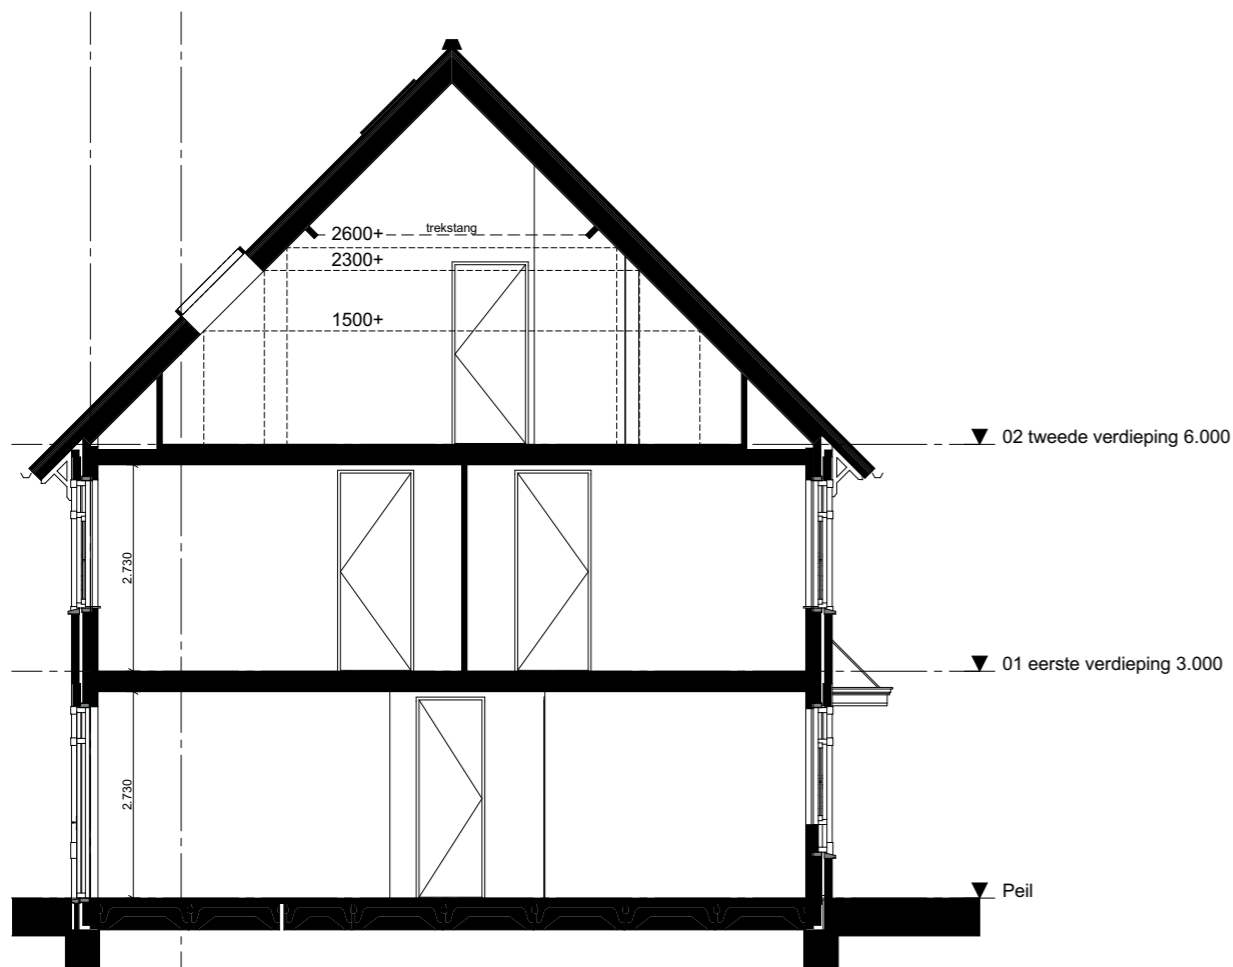 trekstang
2600+
2300+
1500+
02 tweede verdieping 6.000
2.730
01 eerste verdieping 3.000
2.730
Peil